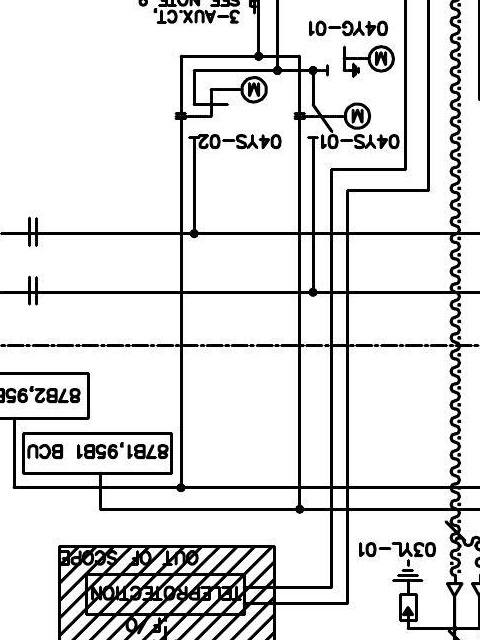 F/O
TELEPROTECTION
03YL-01
OUT OF SCOPE
87B1,95B1 BCU
87B2,95B
04YS-01
04YS-02
M
M
M
04YG-01
3-AUX.CT,
SEE NOTE 9